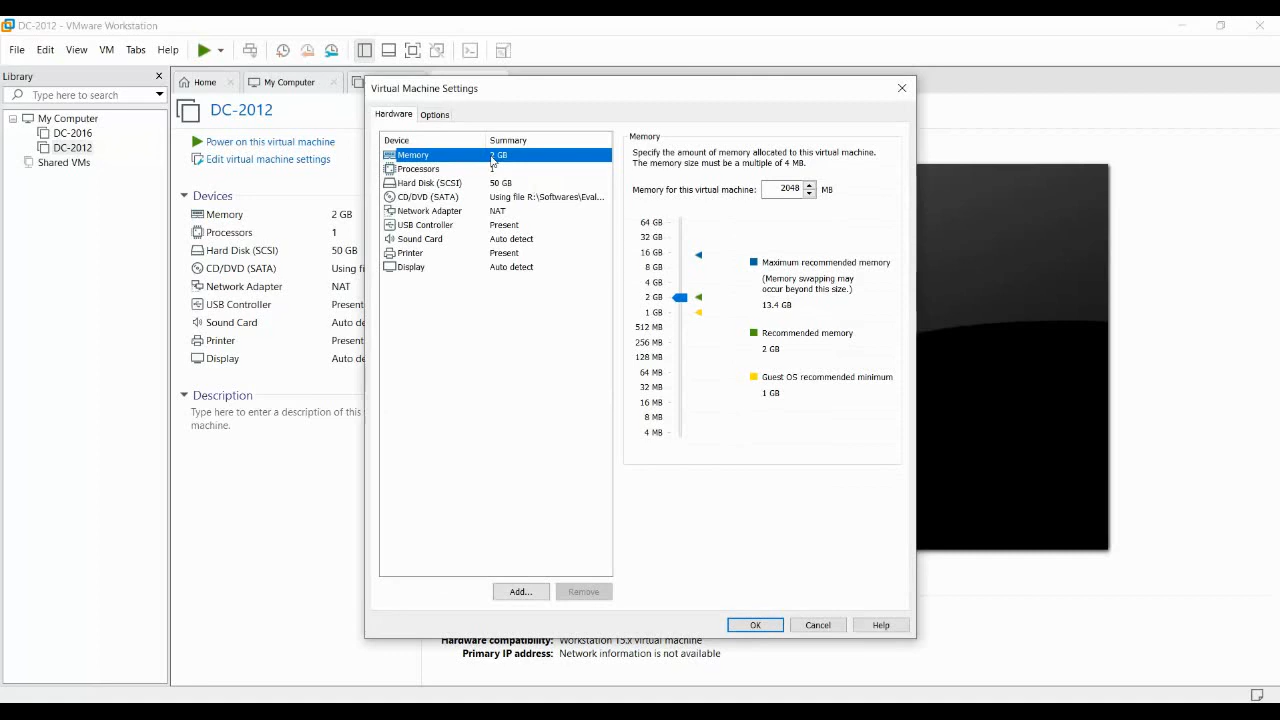 DC-2012 - VMware Workstation
File Edit View VM Tabs Help
Library
Type here to search
My Computer
DC-2016
DC-2012
Shared VMs
Home My Computer
DC-2012
Power on this virtual machine
Edit virtual machine settings
Devices
Memory 2 GB
Processors 1
Hard Disk (SCSI) 50 GB
CD/DVD (SATA) Using fi
Network Adapter NAT
USB Controller Present
Sound Card Auto de
Printer Present
Display Auto de
Description
Type here to enter a description of this
machine.
Virtual Machine Settings
Hardware Options
Device Summary
Memory 2 GB
Processors 1
Hard Disk (SCSI) 50 GB
CD/DVD (SATA) Using file R:\Softwares\Eval...
Network Adapter NAT
USB Controller Present
Sound Card Auto detect
Printer Present
Display Auto detect
Add... Remove
Memory
Specify the amount of memory allocated to this virtual machine.
The memory size must be a multiple of 4 MB.
Memory for this virtual machine: 2048 MB
64 GB
32 GB
16 GB
8 GB
4 GB
2 GB
1 GB
512 MB
256 MB
128 MB
64 MB
32 MB
16 MB
8 MB
4 MB
Maximum recommended memory
(Memory swapping may
occur beyond this size.)
13.4 GB
Recommended memory
2 GB
Guest OS recommended minimum
1 GB
OK Cancel Help
Hardware compatibility: Workstation 15.x virtual machine
Primary IP address: Network information is not available